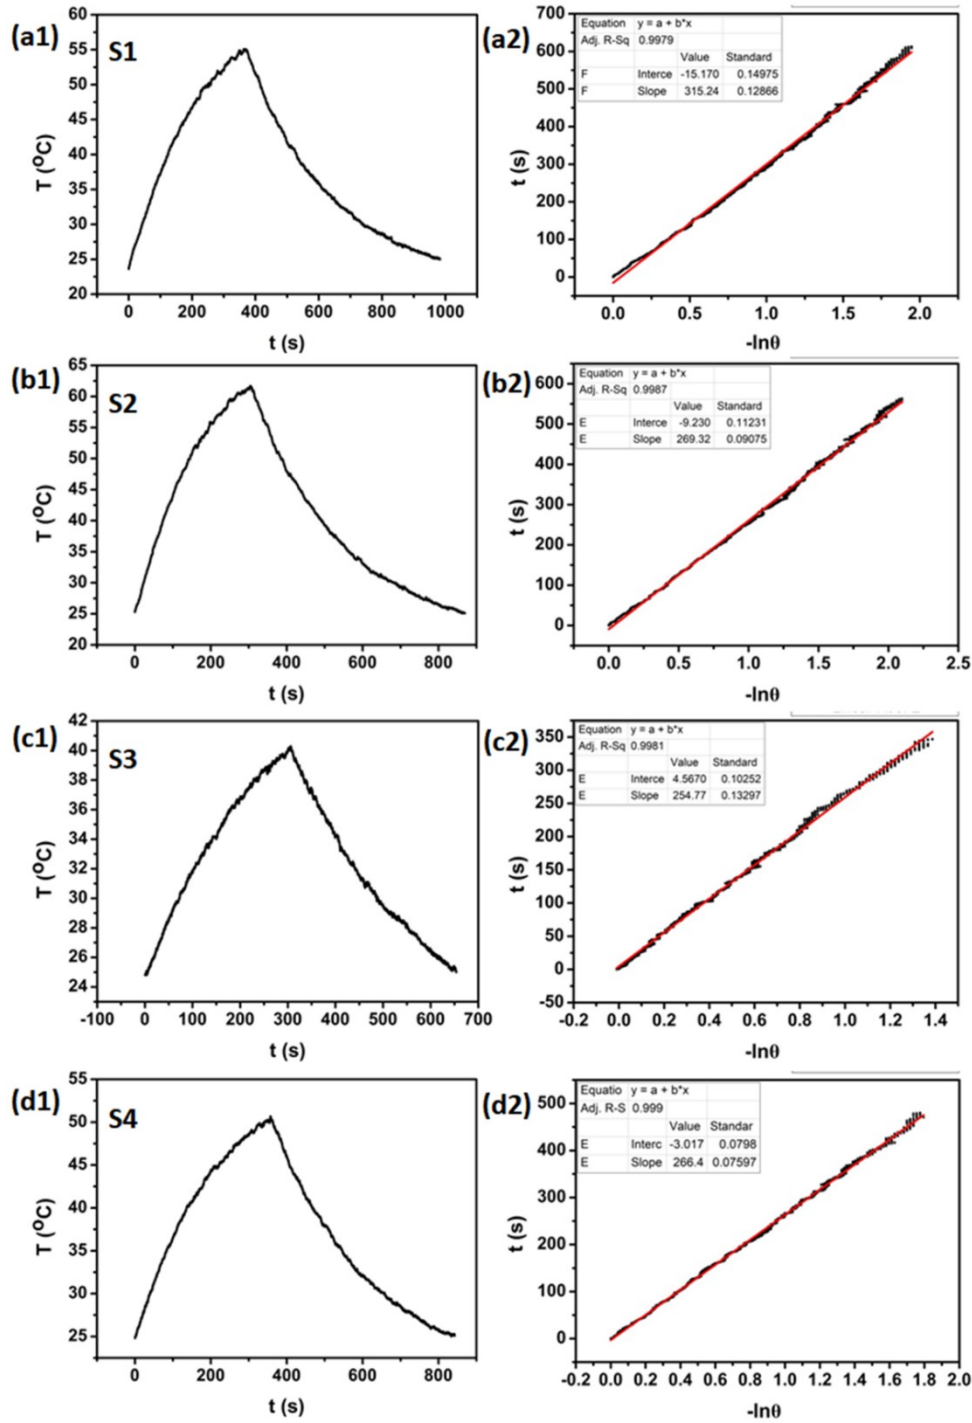 (a1)
S1
60
55
50
45
40
35
30
25
20
T (°C)
0 200 400 600 800 1000
t (s)
(a2)
Equation y = a + b*x
Adj. R-Sq 0.9979
Value Standard
F Interce -15.170 0.14975
F Slope 315.24 0.12866
700
600
500
400
300
200
100
0
t (s)
0.0 0.5 1.0 1.5 2.0
-lnθ
(b1)
S2
65
60
55
50
45
40
35
30
25
20
T (°C)
0 200 400 600 800
t (s)
(b2)
Equation y = a + b*x
Adj. R-Sq 0.9987
Value Standard
E Interce -9.230 0.11231
E Slope 269.32 0.09075
600
500
400
300
200
100
0
t (s)
0.0 0.5 1.0 1.5 2.0 2.5
-lnθ
(c1)
S3
42
40
38
36
34
32
30
28
26
24
T (°C)
-100 0 100 200 300 400 500 600 700
t (s)
(c2)
Equation y = a + b*x
Adj. R-Sq 0.9981
Value Standard
E Interce 4.5670 0.10252
E Slope 254.77 0.13297
350
300
250
200
150
100
50
0
-50
t (s)
-0.2 0.0 0.2 0.4 0.6 0.8 1.0 1.2 1.4
-lnθ
(d1)
S4
55
50
45
40
35
30
25
T (°C)
0 200 400 600 800
t (s)
(d2)
Equatio y = a + b*x
Adj. R-S 0.999
Value Standar
E Interc -3.017 0.0798
E Slope 266.4 0.07597
500
400
300
200
100
0
t (s)
-0.2 0.0 0.2 0.4 0.6 0.8 1.0 1.2 1.4 1.6 1.8 2.0
-lnθ